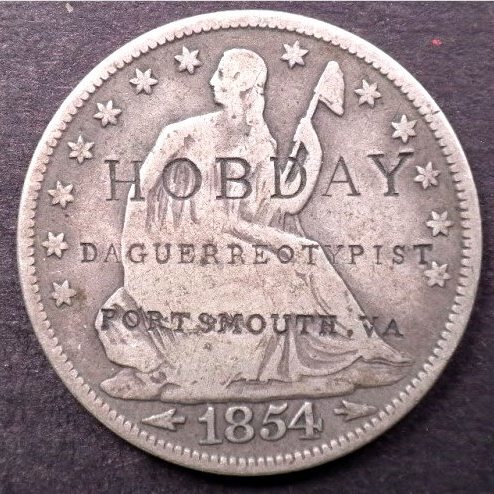 HOBDAY
DAGUERREOTYPIST
PORTSMOUTH, VA
1854